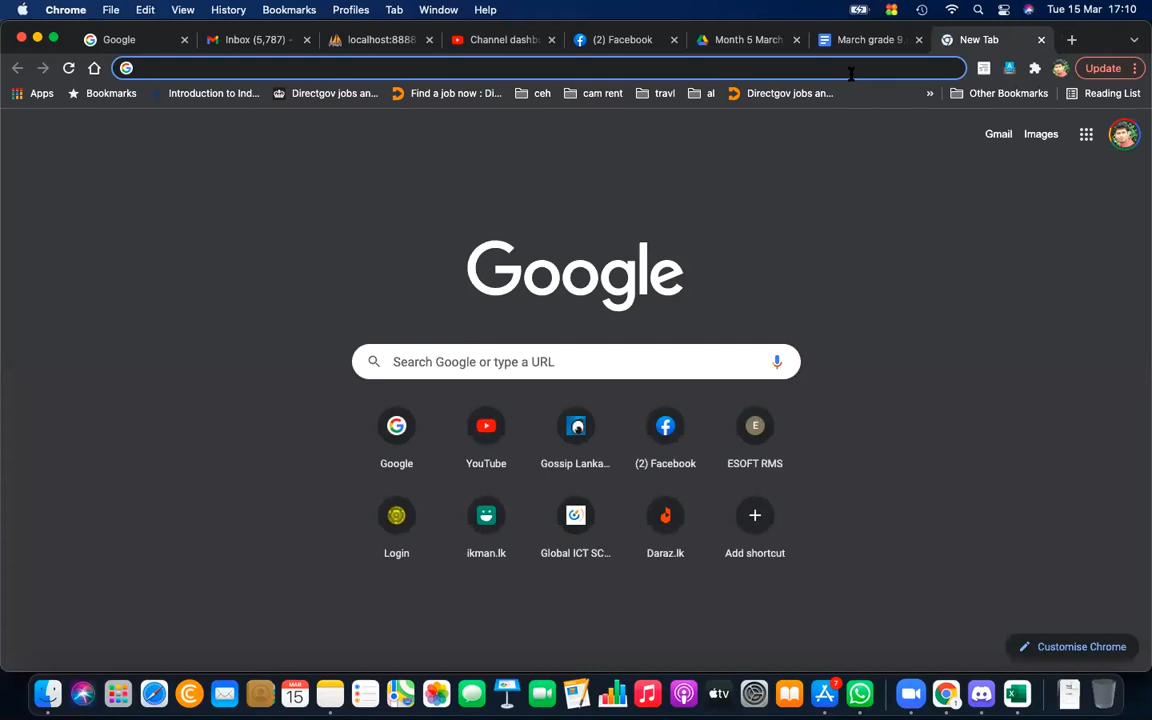 Chrome File Edit View History Bookmarks Profiles Tab Window Help Tue 15 Mar 17:10
Google Inbox (5,787) - localhost:8888 Channel dashb (2) Facebook Month 5 March March grade 9 New Tab
Update
Apps Bookmarks Introduction to Ind... Directgov jobs an... Find a job now : Di... ceh cam rent travl al Directgov jobs an... » Other Bookmarks Reading List
Gmail Images
Google
Search Google or type a URL
Google YouTube Gossip Lanka... (2) Facebook ESOFT RMS
Login ikman.lk Global ICT SC... Daraz.lk Add shortcut
Customise Chrome